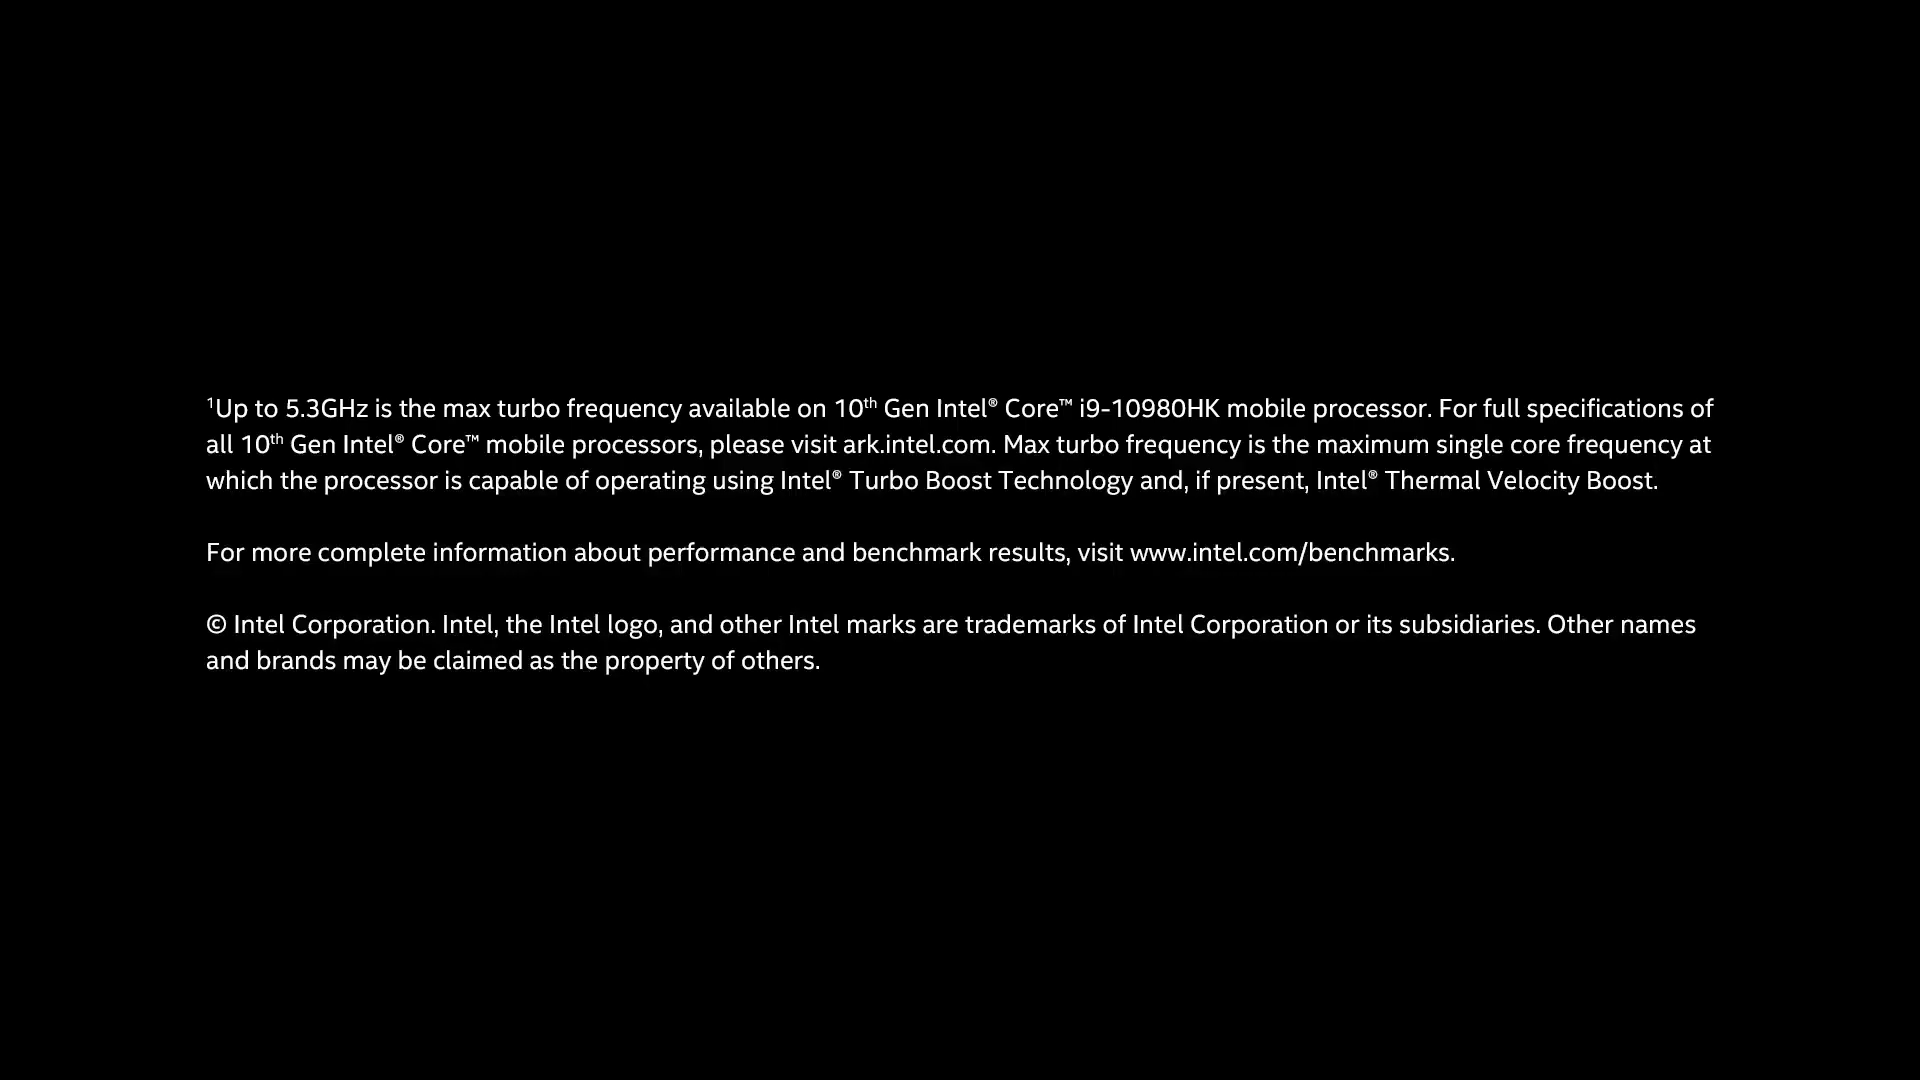 ¹Up to 5.3GHz is the max turbo frequency available on 10ᵗʰ Gen Intel® Core™ i9-10980HK mobile processor. For full specifications of
all 10ᵗʰ Gen Intel® Core™ mobile processors, please visit ark.intel.com. Max turbo frequency is the maximum single core frequency at
which the processor is capable of operating using Intel® Turbo Boost Technology and, if present, Intel® Thermal Velocity Boost.
For more complete information about performance and benchmark results, visit www.intel.com/benchmarks.
© Intel Corporation. Intel, the Intel logo, and other Intel marks are trademarks of Intel Corporation or its subsidiaries. Other names
and brands may be claimed as the property of others.